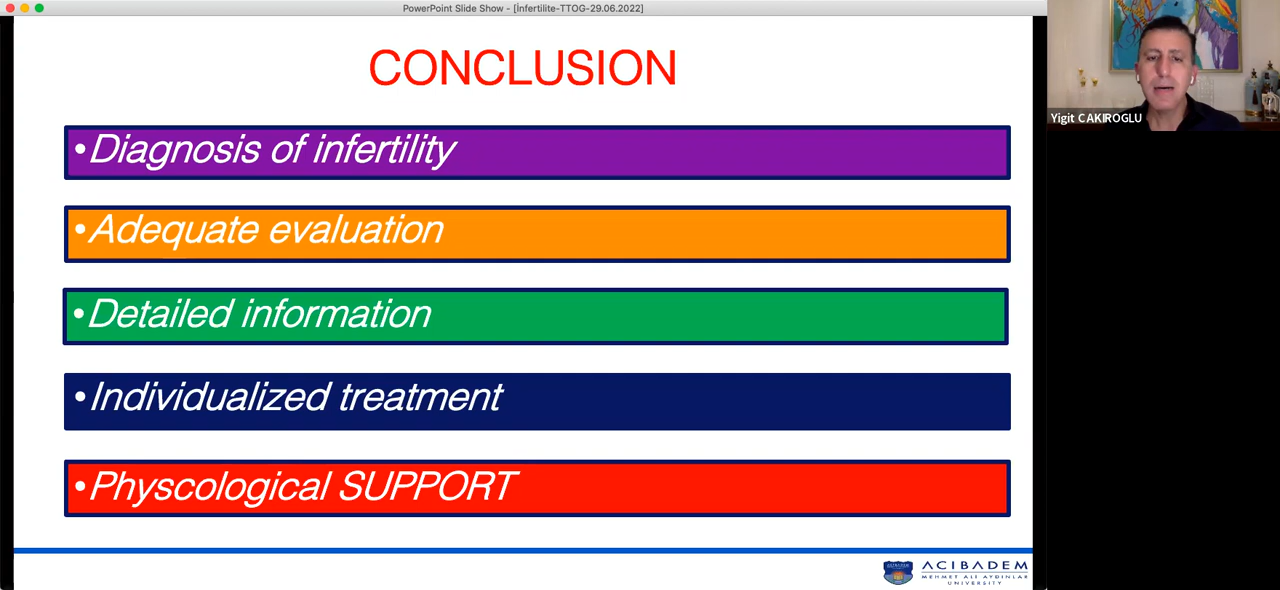 PowerPoint Slide Show - [İnfertilite-TTOG-29.06.2022]
CONCLUSION
•Diagnosis of infertility
•Adequate evaluation
•Detailed information
•Individualized treatment
•Physcological SUPPORT
Yigit CAKIROGLU
ACIBADEM
MEHMET ALİ AYDINLAR
UNIVERSITY